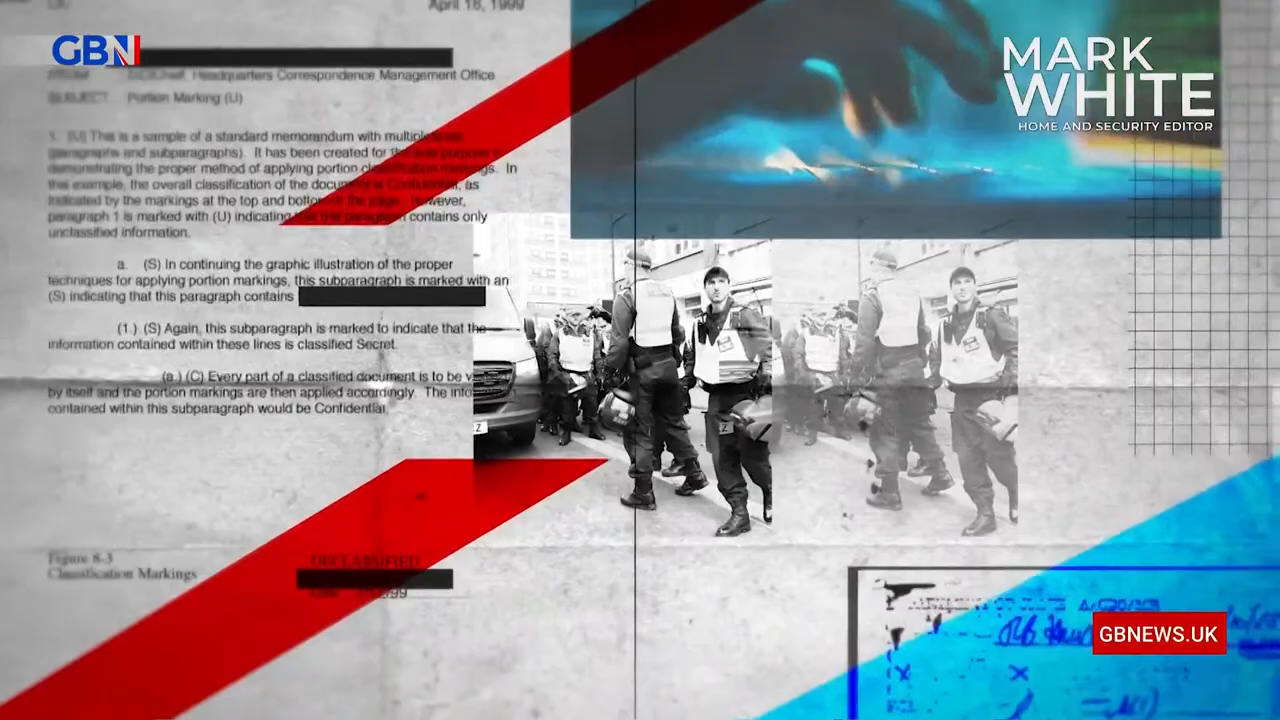 April 16, 1999
GBN
MARK
WHITE
HOME AND SECURITY EDITOR
Headquarters Correspondence Management Office
SUBJECT Portion Marking (U)
1. (U) This is a sample of a standard memorandum with multiple
paragraphs and subparagraphs). It has been created for the
demonstrating the proper method of applying portion classification markings. In
this example, the overall classification of the document is Confidential, as
indicated by the markings at the top and bottom of the page. However,
paragraph 1 is marked with (U) indicating that this paragraph contains only
unclassified information.
a. (S) In continuing the graphic illustration of the proper
techniques for applying portion markings, this subparagraph is marked with an
(S) indicating that this paragraph contains
(1.) (S) Again, this subparagraph is marked to indicate that the
information contained within these lines is classified Secret.
(a.) (C) Every part of a classified document is to be
by itself and the portion markings are then applied accordingly. The
contained within this subparagraph would be Confidential.
Figure 8-3
Classification Markings
DECLASSIFIED
GBNEWS.UK